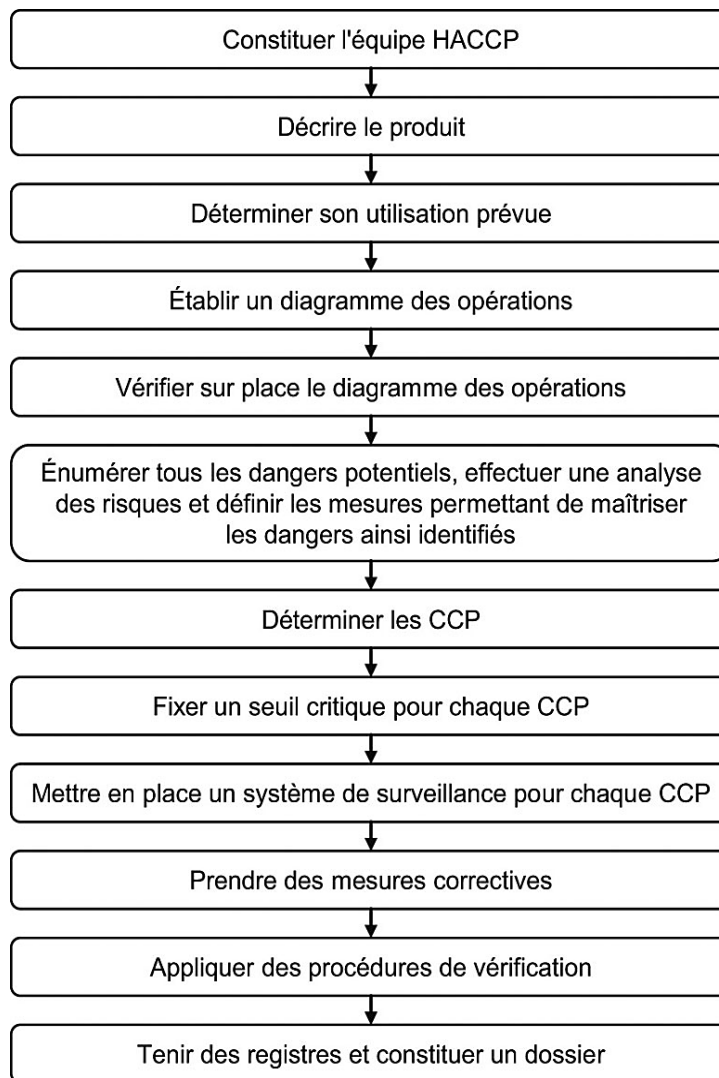 Constituer l'équipe HACCP
Décrire le produit
Déterminer son utilisation prévue
Établir un diagramme des opérations
Vérifier sur place le diagramme des opérations
Énumérer tous les dangers potentiels, effectuer une analyse
des risques et définir les mesures permettant de maîtriser
les dangers ainsi identifiés
Déterminer les CCP
Fixer un seuil critique pour chaque CCP
Mettre en place un système de surveillance pour chaque CCP
Prendre des mesures correctives
Appliquer des procédures de vérification
Tenir des registres et constituer un dossier